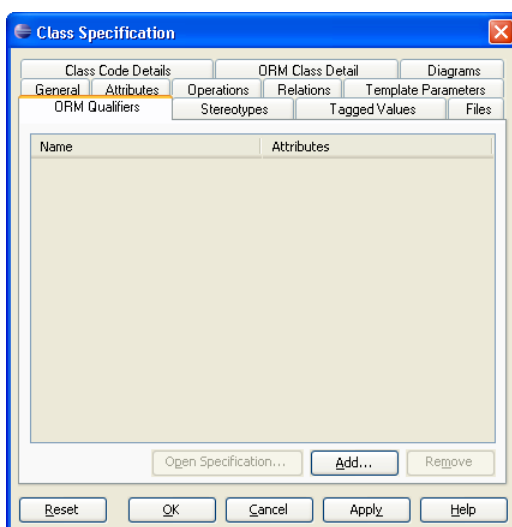 Class Specification
Class Code Details ORM Class Detail Diagrams
General Attributes Operations Relations Template Parameters
ORM Qualifiers Stereotypes Tagged Values Files
Name Attributes
Open Specification... Add... Remove
Reset OK Cancel Apply Help